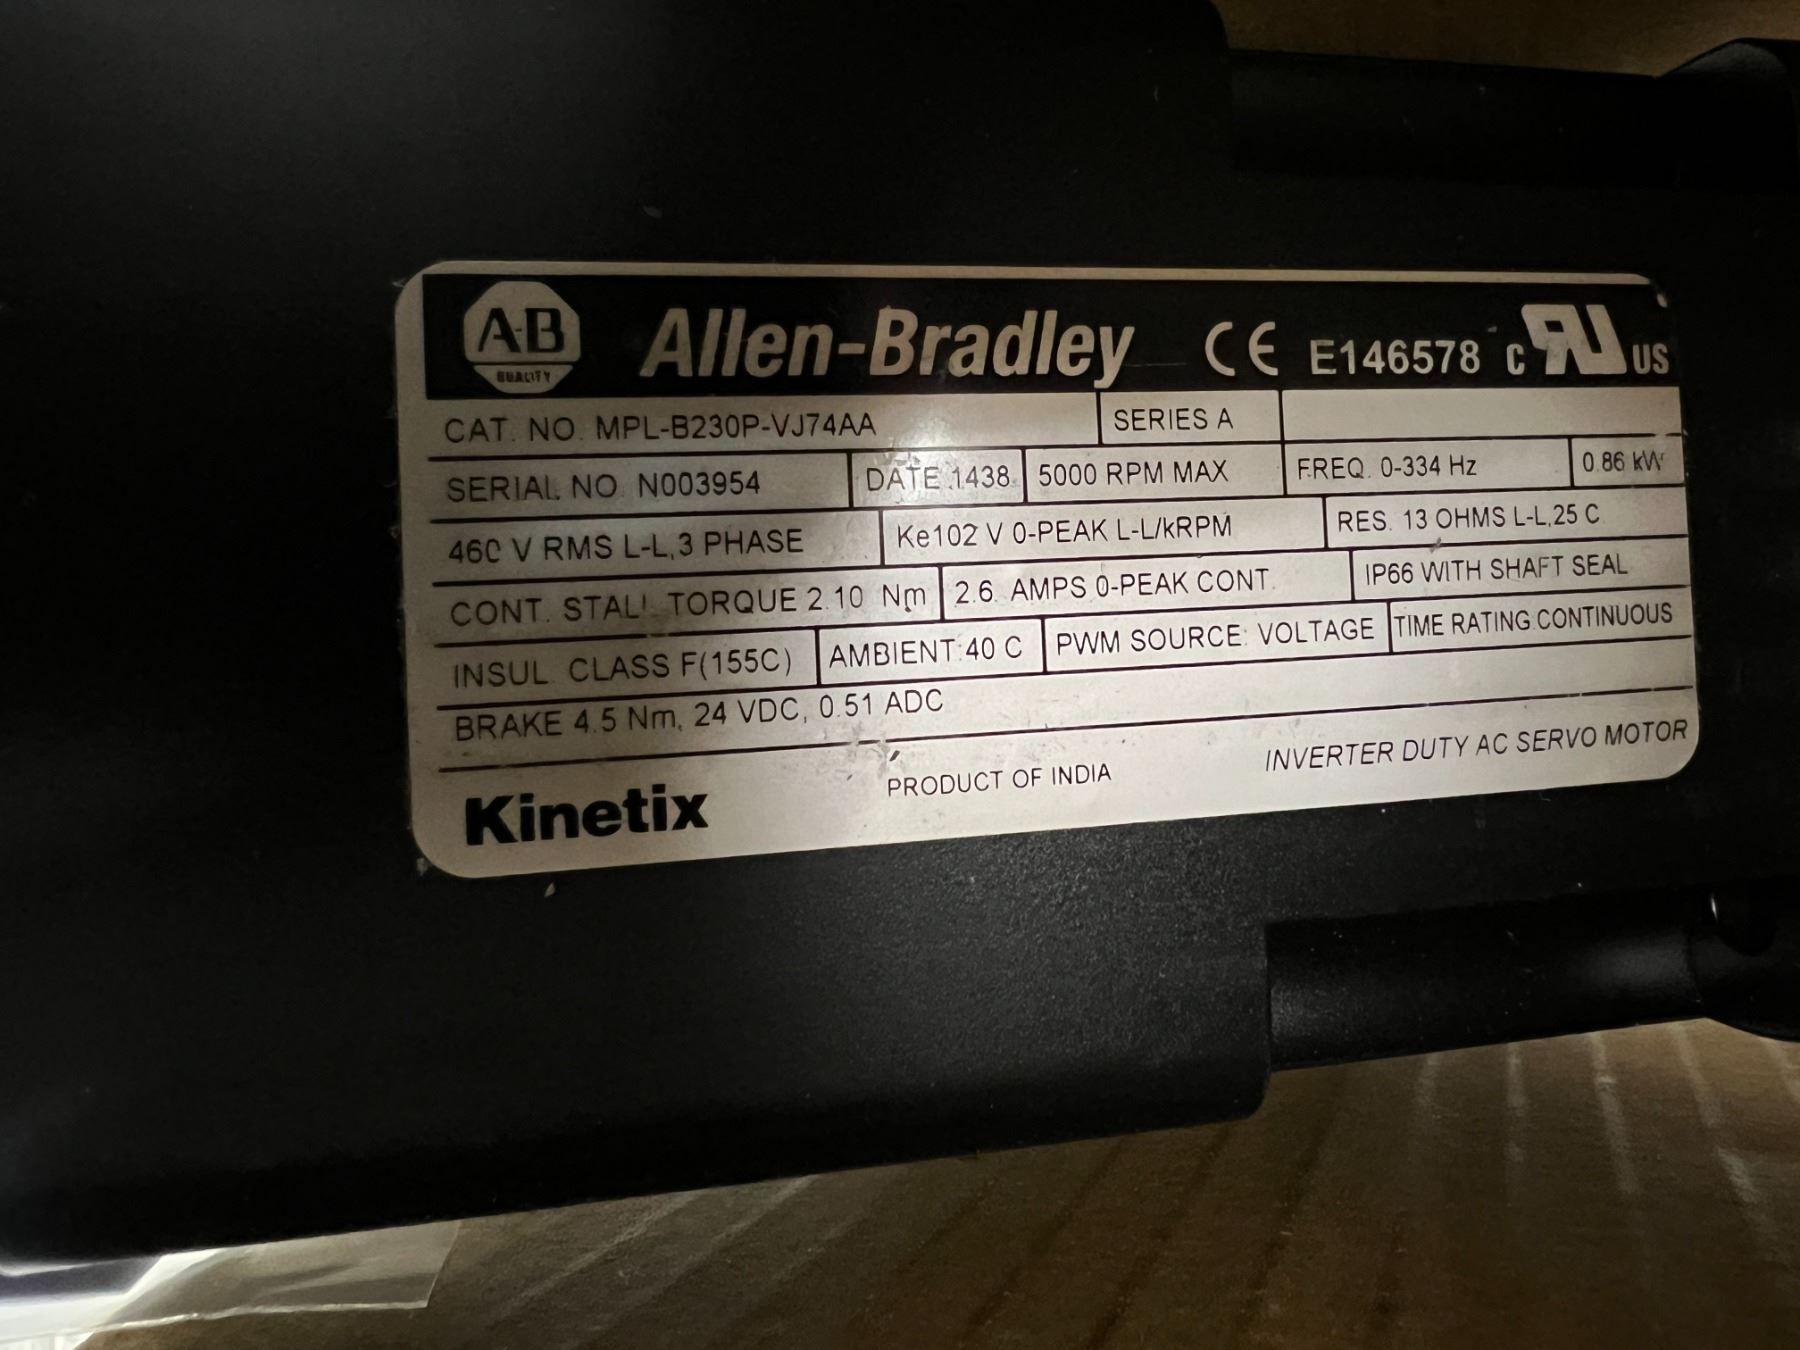 A-B QUALITY Allen-Bradley CE E146578 c RU US
CAT. NO. MPL-B230P-VJ74AA SERIES A
SERIAL NO. N003954 DATE 1438 5000 RPM MAX FREQ. 0-334 Hz 0.86 kW
460 V RMS L-L,3 PHASE Ke102 V 0-PEAK L-L/kRPM RES. 13 OHMS L-L,25 C
CONT. STALL TORQUE 2.10 Nm 2.6 AMPS 0-PEAK CONT. IP66 WITH SHAFT SEAL
INSUL. CLASS F(155C) AMBIENT:40 C PWM SOURCE: VOLTAGE TIME RATING:CONTINUOUS
BRAKE 4.5 Nm, 24 VDC, 0.51 ADC
Kinetix PRODUCT OF INDIA INVERTER DUTY AC SERVO MOTOR